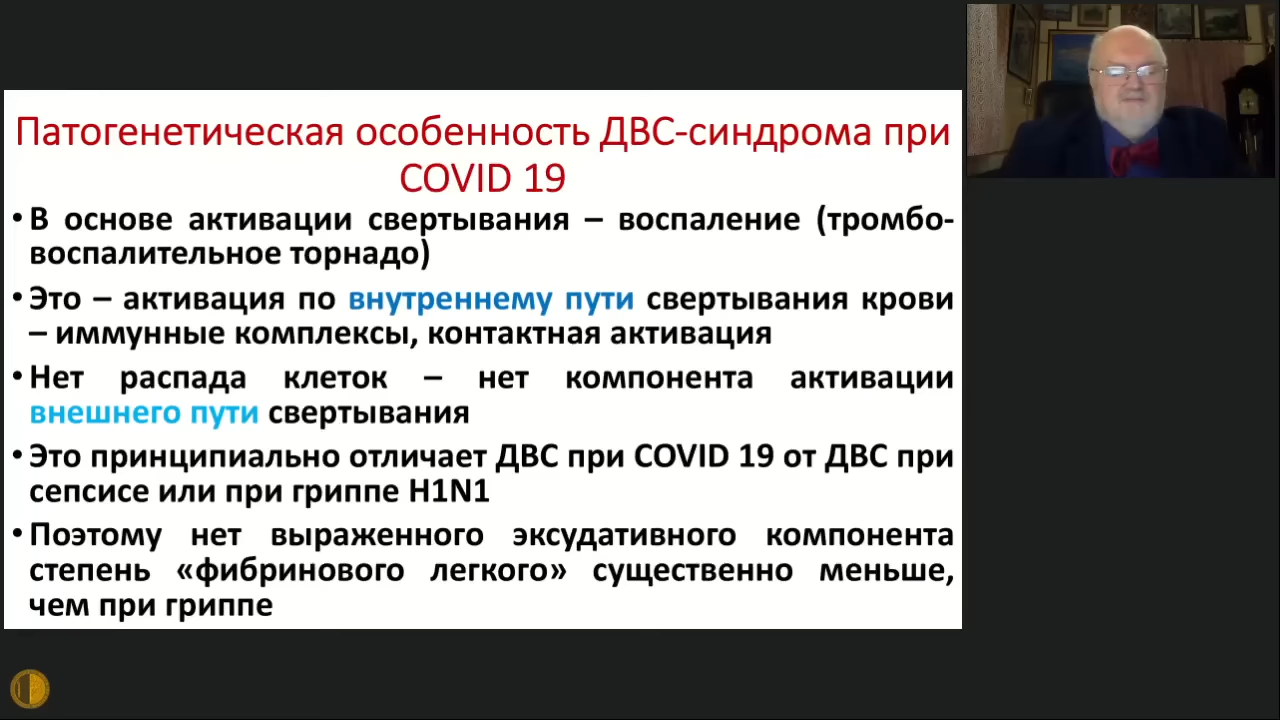 Патогенетическая особенность ДВС-синдрома при
COVID 19
• В основе активации свертывания – воспаление (тромбо-
воспалительное торнадо)
• Это – активация по внутреннему пути свертывания крови
– иммунные комплексы, контактная активация
• Нет распада клеток – нет компонента активации
внешнего пути свертывания
• Это принципиально отличает ДВС при COVID 19 от ДВС при
сепсисе или при гриппе H1N1
• Поэтому нет выраженного эксудативного компонента
степень «фибринового легкого» существенно меньше,
чем при гриппе